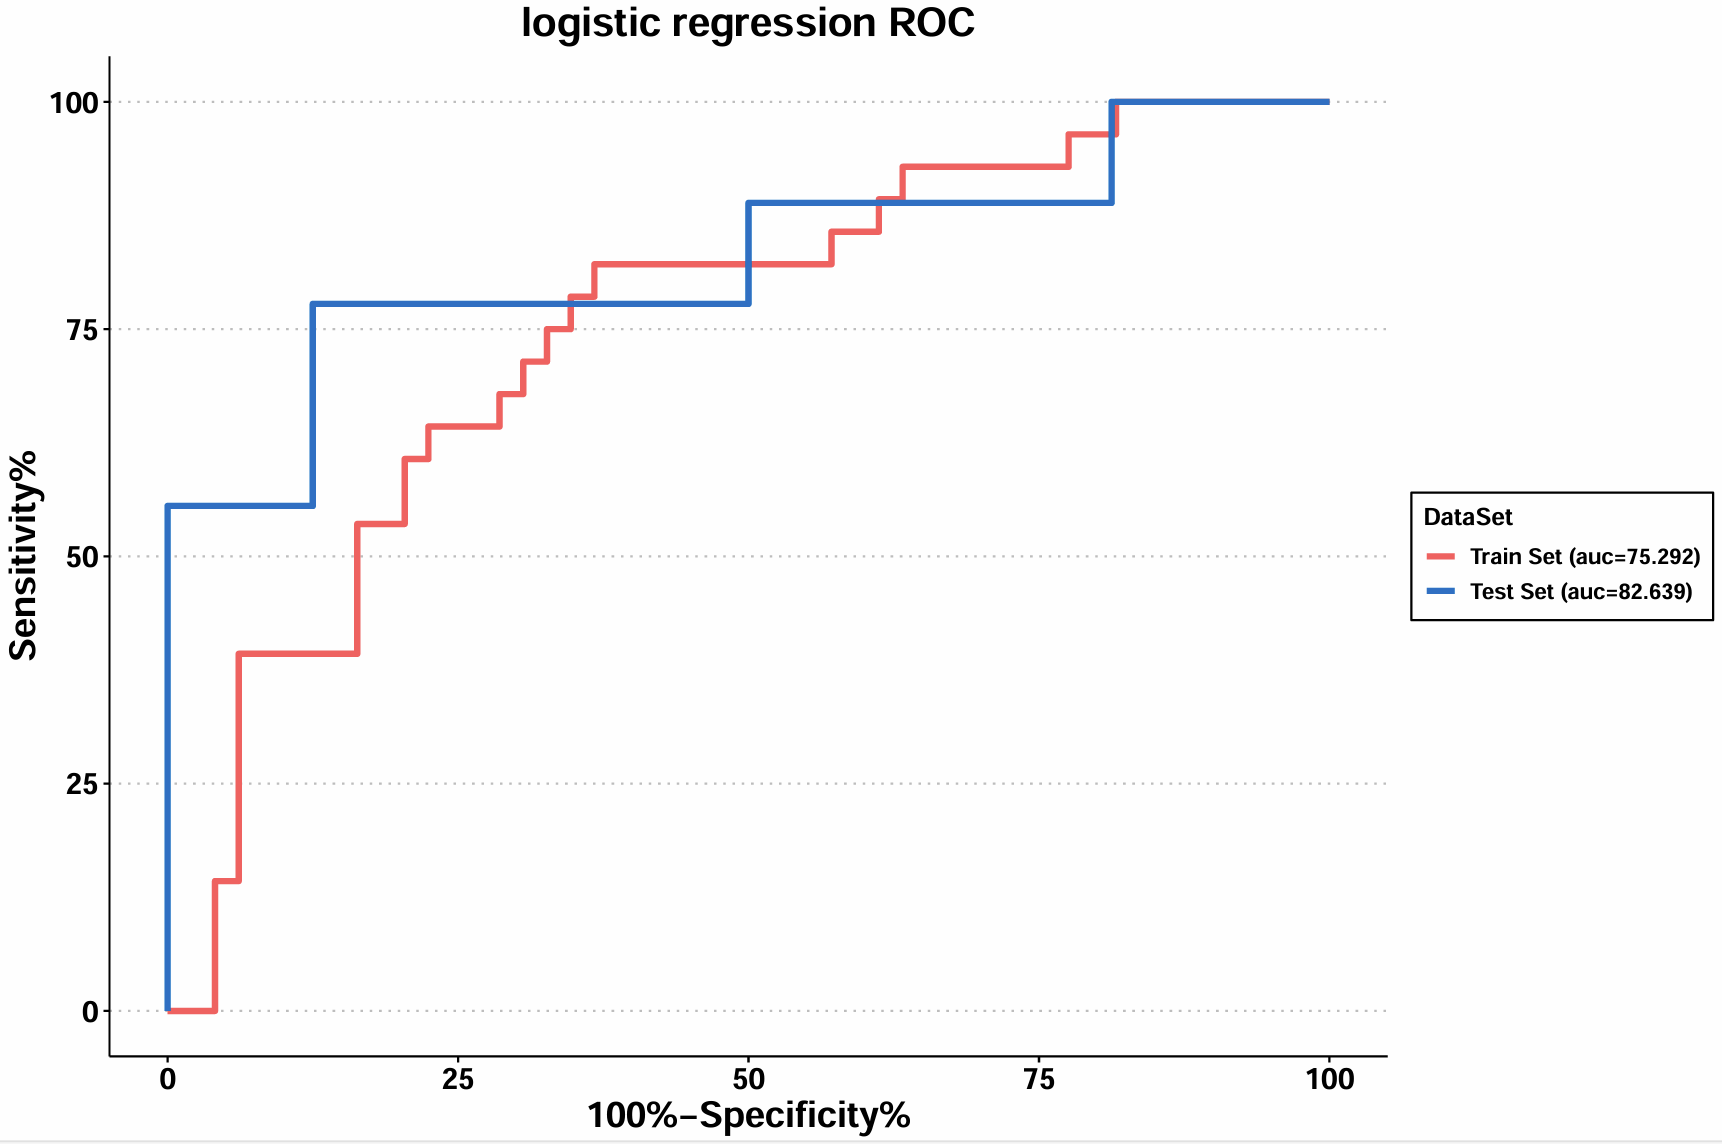 logistic regression ROC
100
75
50
25
0
Sensitivity%
0 25 50 75 100
100%−Specificity%
DataSet
Train Set (auc=75.292)
Test Set (auc=82.639)